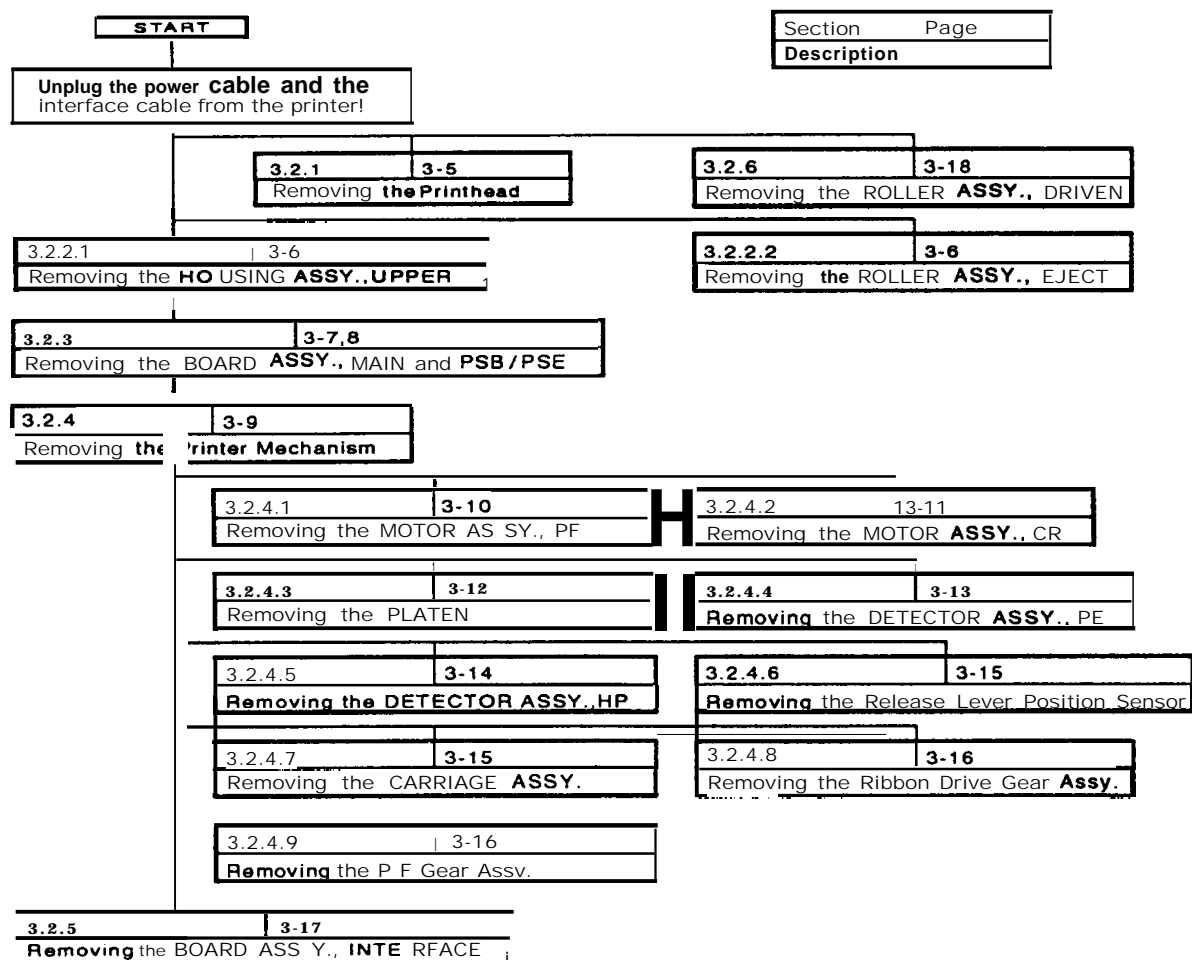 START
Section Page
Description
Unplug the power cable and the
interface cable from the printer!
3.2.1 3-5
Removing the Printhead
3.2.6 3-18
Removing the ROLLER ASSY., DRIVEN
3.2.2.1 3-6
Removing the HO USING ASSY., UPPER
3.2.2.2 3-6
Removing the ROLLER ASSY., EJECT
3.2.3 3-7,8
Removing the BOARD ASSY., MAIN and PSB/PSE
3.2.4 3-9
Removing the rinter Mechanism
3.2.4.1 3-10
Removing the MOTOR AS SY., PF
3.2.4.2 13-11
Removing the MOTOR ASSY., CR
3.2.4.3 3-12
Removing the PLATEN
3.2.4.4 3-13
Removing the DETECTOR ASSY., PE
3.2.4.5 3-14
Removing the DETECTOR ASSY., HP
3.2.4.6 3-15
Removing the Release Lever Position Sensor
3.2.4.7 3-15
Removing the CARRIAGE ASSY.
3.2.4.8 3-16
Removing the Ribbon Drive Gear Assy.
3.2.4.9 3-16
Removing the P F Gear Assv.
3.2.5 3-17
Removing the BOARD ASS Y., INTE RFACE